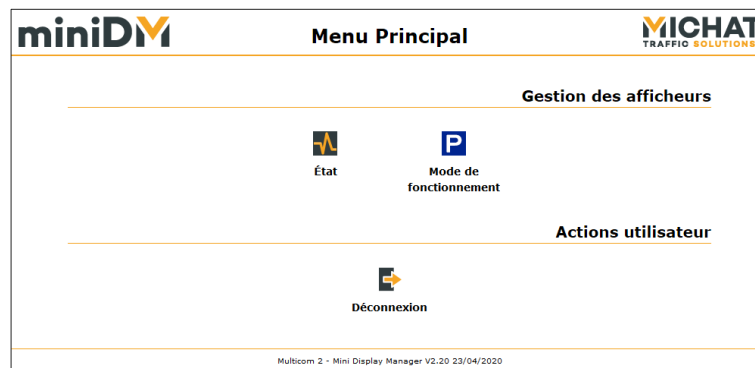 miniDM
Menu Principal
MICHAT
TRAFFIC SOLUTIONS
Gestion des afficheurs
P
État
Mode de
fonctionnement
Actions utilisateur
Déconnexion
Multicom 2 - Mini Display Manager V2.20 23/04/2020